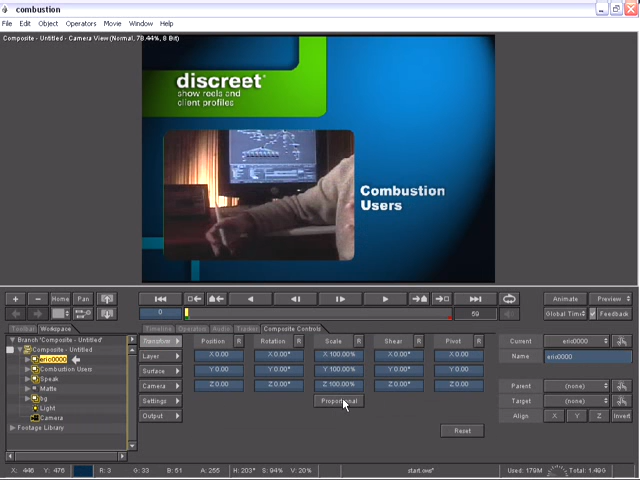 combustion
File Edit Object Operators Movie Window Help
Composite - Untitled - Camera View (Normal, 78.44%, 8 Bit)
discreet
show reels and
client profiles
Combustion
Users
+ − Home Pan Animate Preview
0 59 Global Tim Feedback
Toolbar Workspace Timeline Operators Audio Tracker Composite Controls
Branch 'Composite - Untitled'
Composite - Untitled
eric0000
Combustion Users
Speak
Matte
bg
Light
Camera
Footage Library
Transform Position Rotation Scale Shear Pivot Current eric0000
Layer X 0.00 X 0.00° X 100.00% X 0.00 X 0.00 Name eric0000
Surface Y 0.00 Y 0.00° Y 100.00% Y 0.00 Y 0.00
Camera Z 0.00 Z 0.00° Z 100.00% Z 0.00 Z 0.00 Parent (none)
Settings Proportional Target (none)
Output Align X Y Z Invert
Reset
X: 446 Y: 476 R: 3 G: 33 B: 51 A: 255 H: 203° S: 94% V: 20% Used: 179M Total: 1.49G